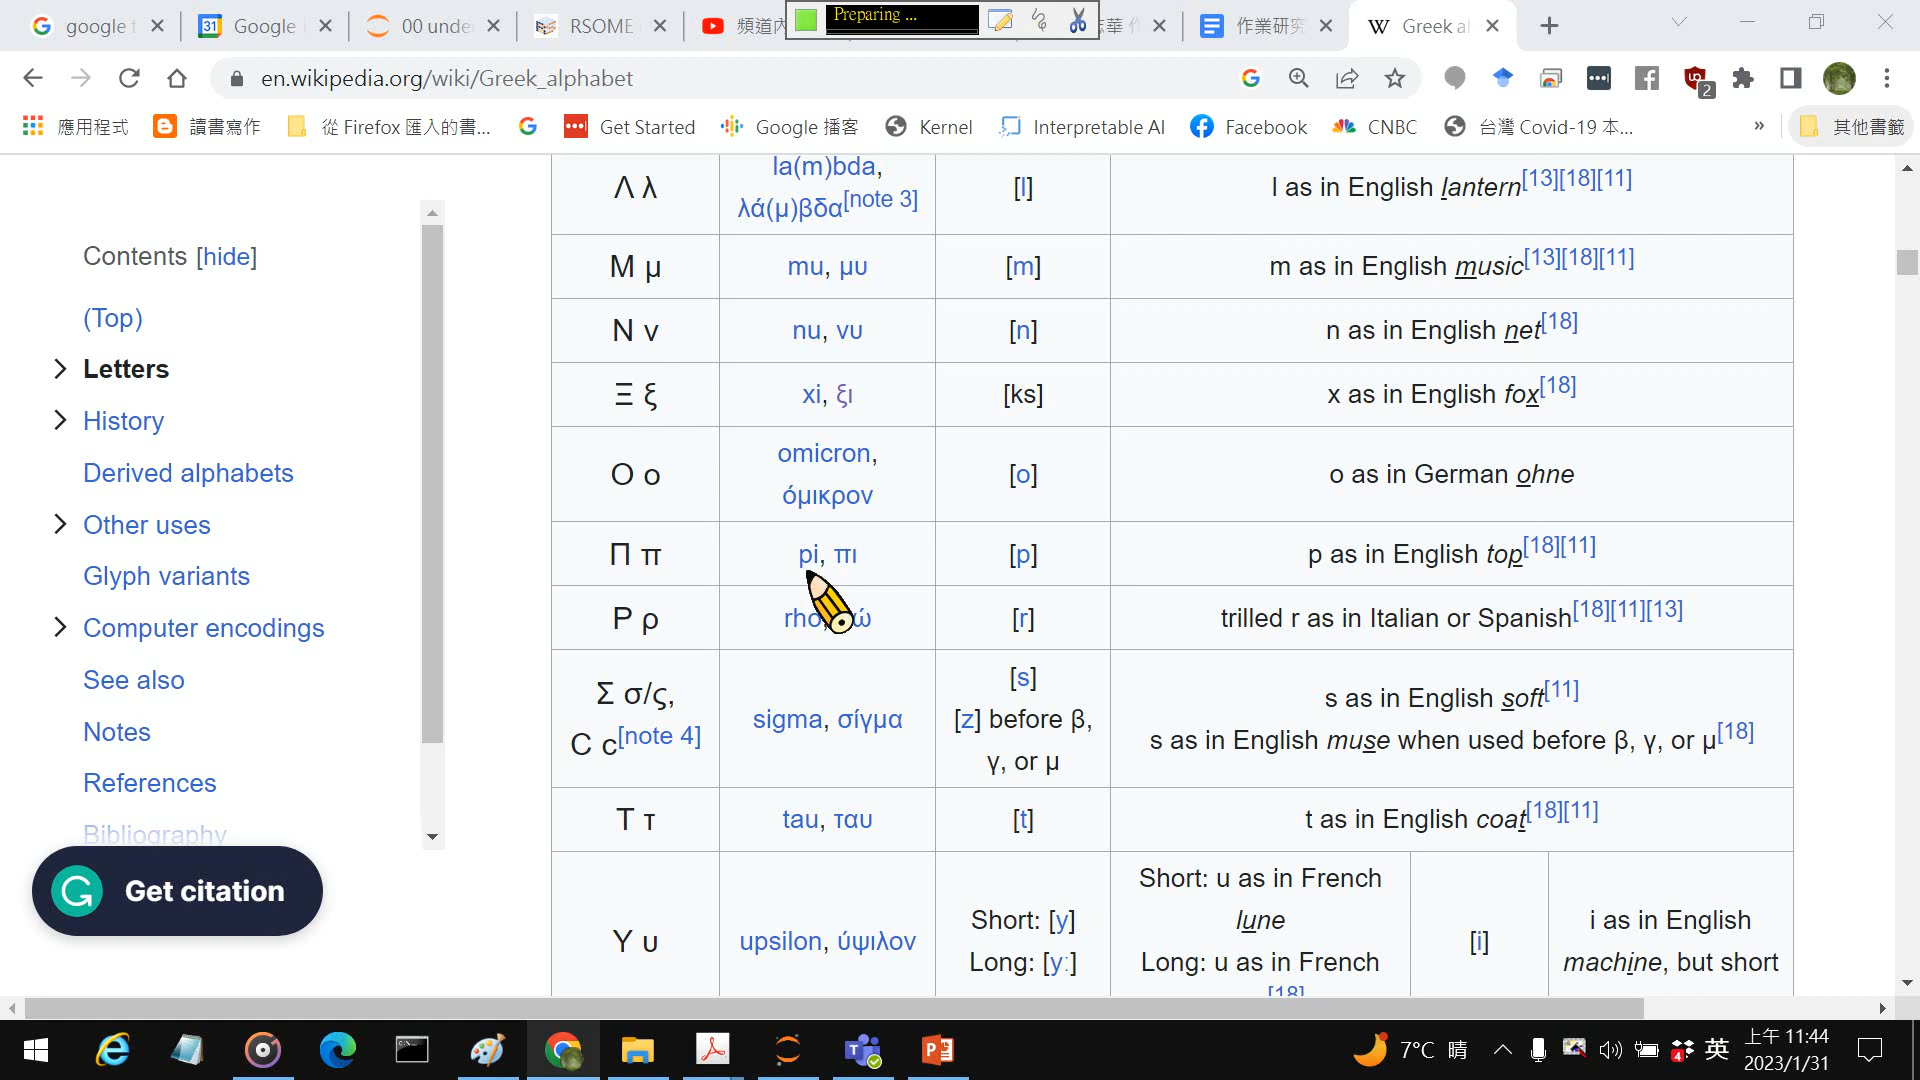 google t
Google
00 unde
RSOME
頻道內
Preparing ...
志華 作
作業研究
Greek al
en.wikipedia.org/wiki/Greek_alphabet
2
應用程式
讀書寫作
從 Firefox 匯入的書...
Get Started
Google 播客
Kernel
Interpretable AI
Facebook
CNBC
台灣 Covid-19 本...
»
其他書籤
Contents [hide]
(Top)
Letters
History
Derived alphabets
Other uses
Glyph variants
Computer encodings
See also
Notes
References
Bibliography
Get citation
Λ λ
la(m)bda,
λά(μ)βδα[note 3]
[l]
l as in English lantern[13][18][11]
Μ μ
mu, μυ
[m]
m as in English music[13][18][11]
Ν ν
nu, νυ
[n]
n as in English net[18]
Ξ ξ
xi, ξι
[ks]
x as in English fox[18]
Ο ο
omicron,
όμικρον
[o]
o as in German ohne
Π π
pi, πι
[p]
p as in English top[18][11]
Ρ ρ
rho, ώ
[r]
trilled r as in Italian or Spanish[18][11][13]
Σ σ/ς,
Ϲ ϲ[note 4]
sigma, σίγμα
[s]
[z] before β,
γ, or μ
s as in English soft[11]
s as in English muse when used before β, γ, or μ[18]
Τ τ
tau, ταυ
[t]
t as in English coat[18][11]
Υ υ
upsilon, ύψιλον
Short: [y]
Long: [yː]
Short: u as in French
lune
Long: u as in French
[18]
[i]
i as in English
machine, but short
7°C 晴
4
英
上午 11:44
2023/1/31